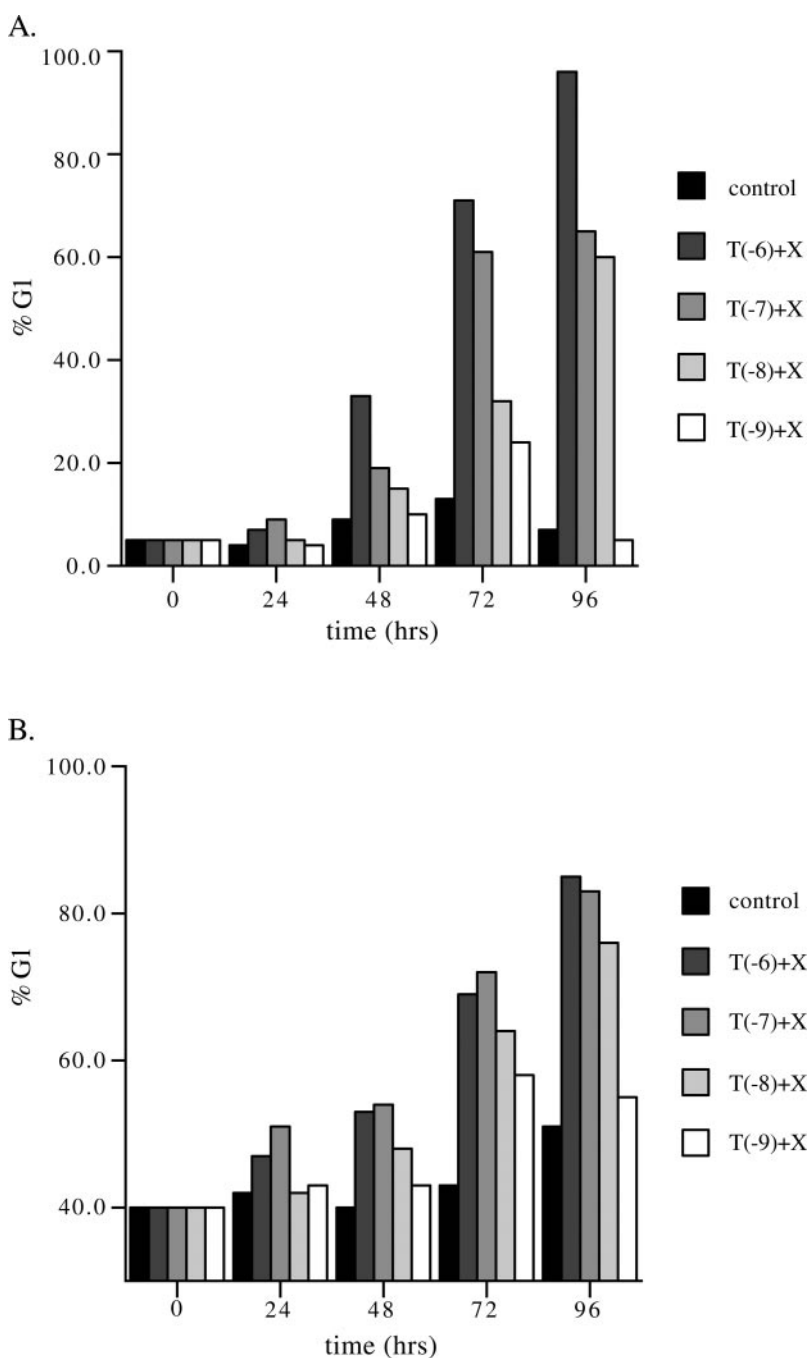 A.
100.0
80.0
60.0
40.0
20.0
0.0
% G1
0 24 48 72 96
time (hrs)
control
T(-6)+X
T(-7)+X
T(-8)+X
T(-9)+X
B.
100.0
80.0
60.0
40.0
% G1
0 24 48 72 96
time (hrs)
control
T(-6)+X
T(-7)+X
T(-8)+X
T(-9)+X